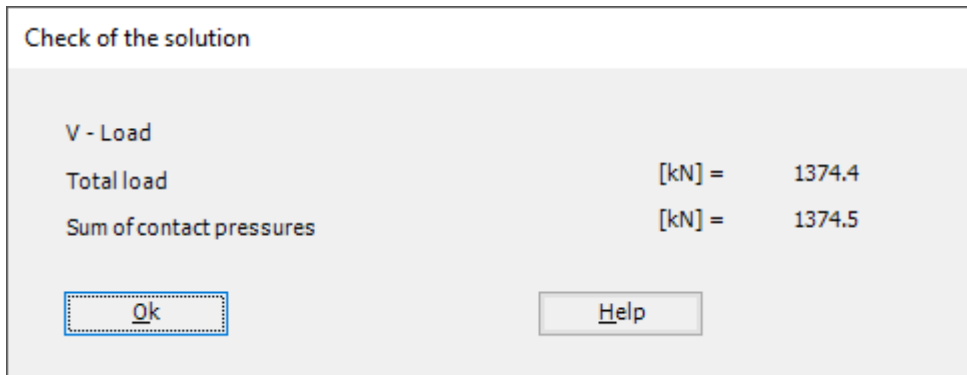 Check of the solution
V - Load
Total load [kN] = 1374.4
Sum of contact pressures [kN] = 1374.5
Ok Help